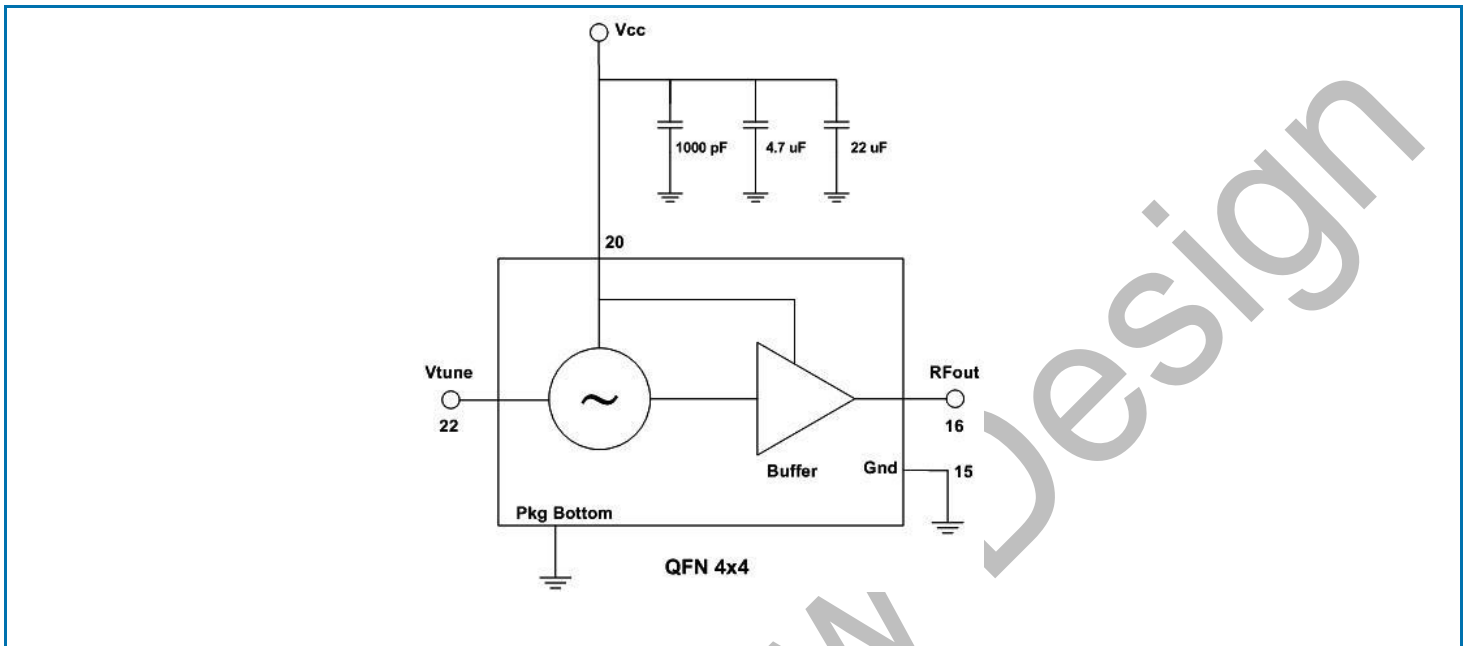 Vcc
1000 pF 4.7 uF 22 uF
20
Vtune
22
~
RFout
16
Buffer
Gnd 15
Pkg Bottom
QFN 4x4
w Design